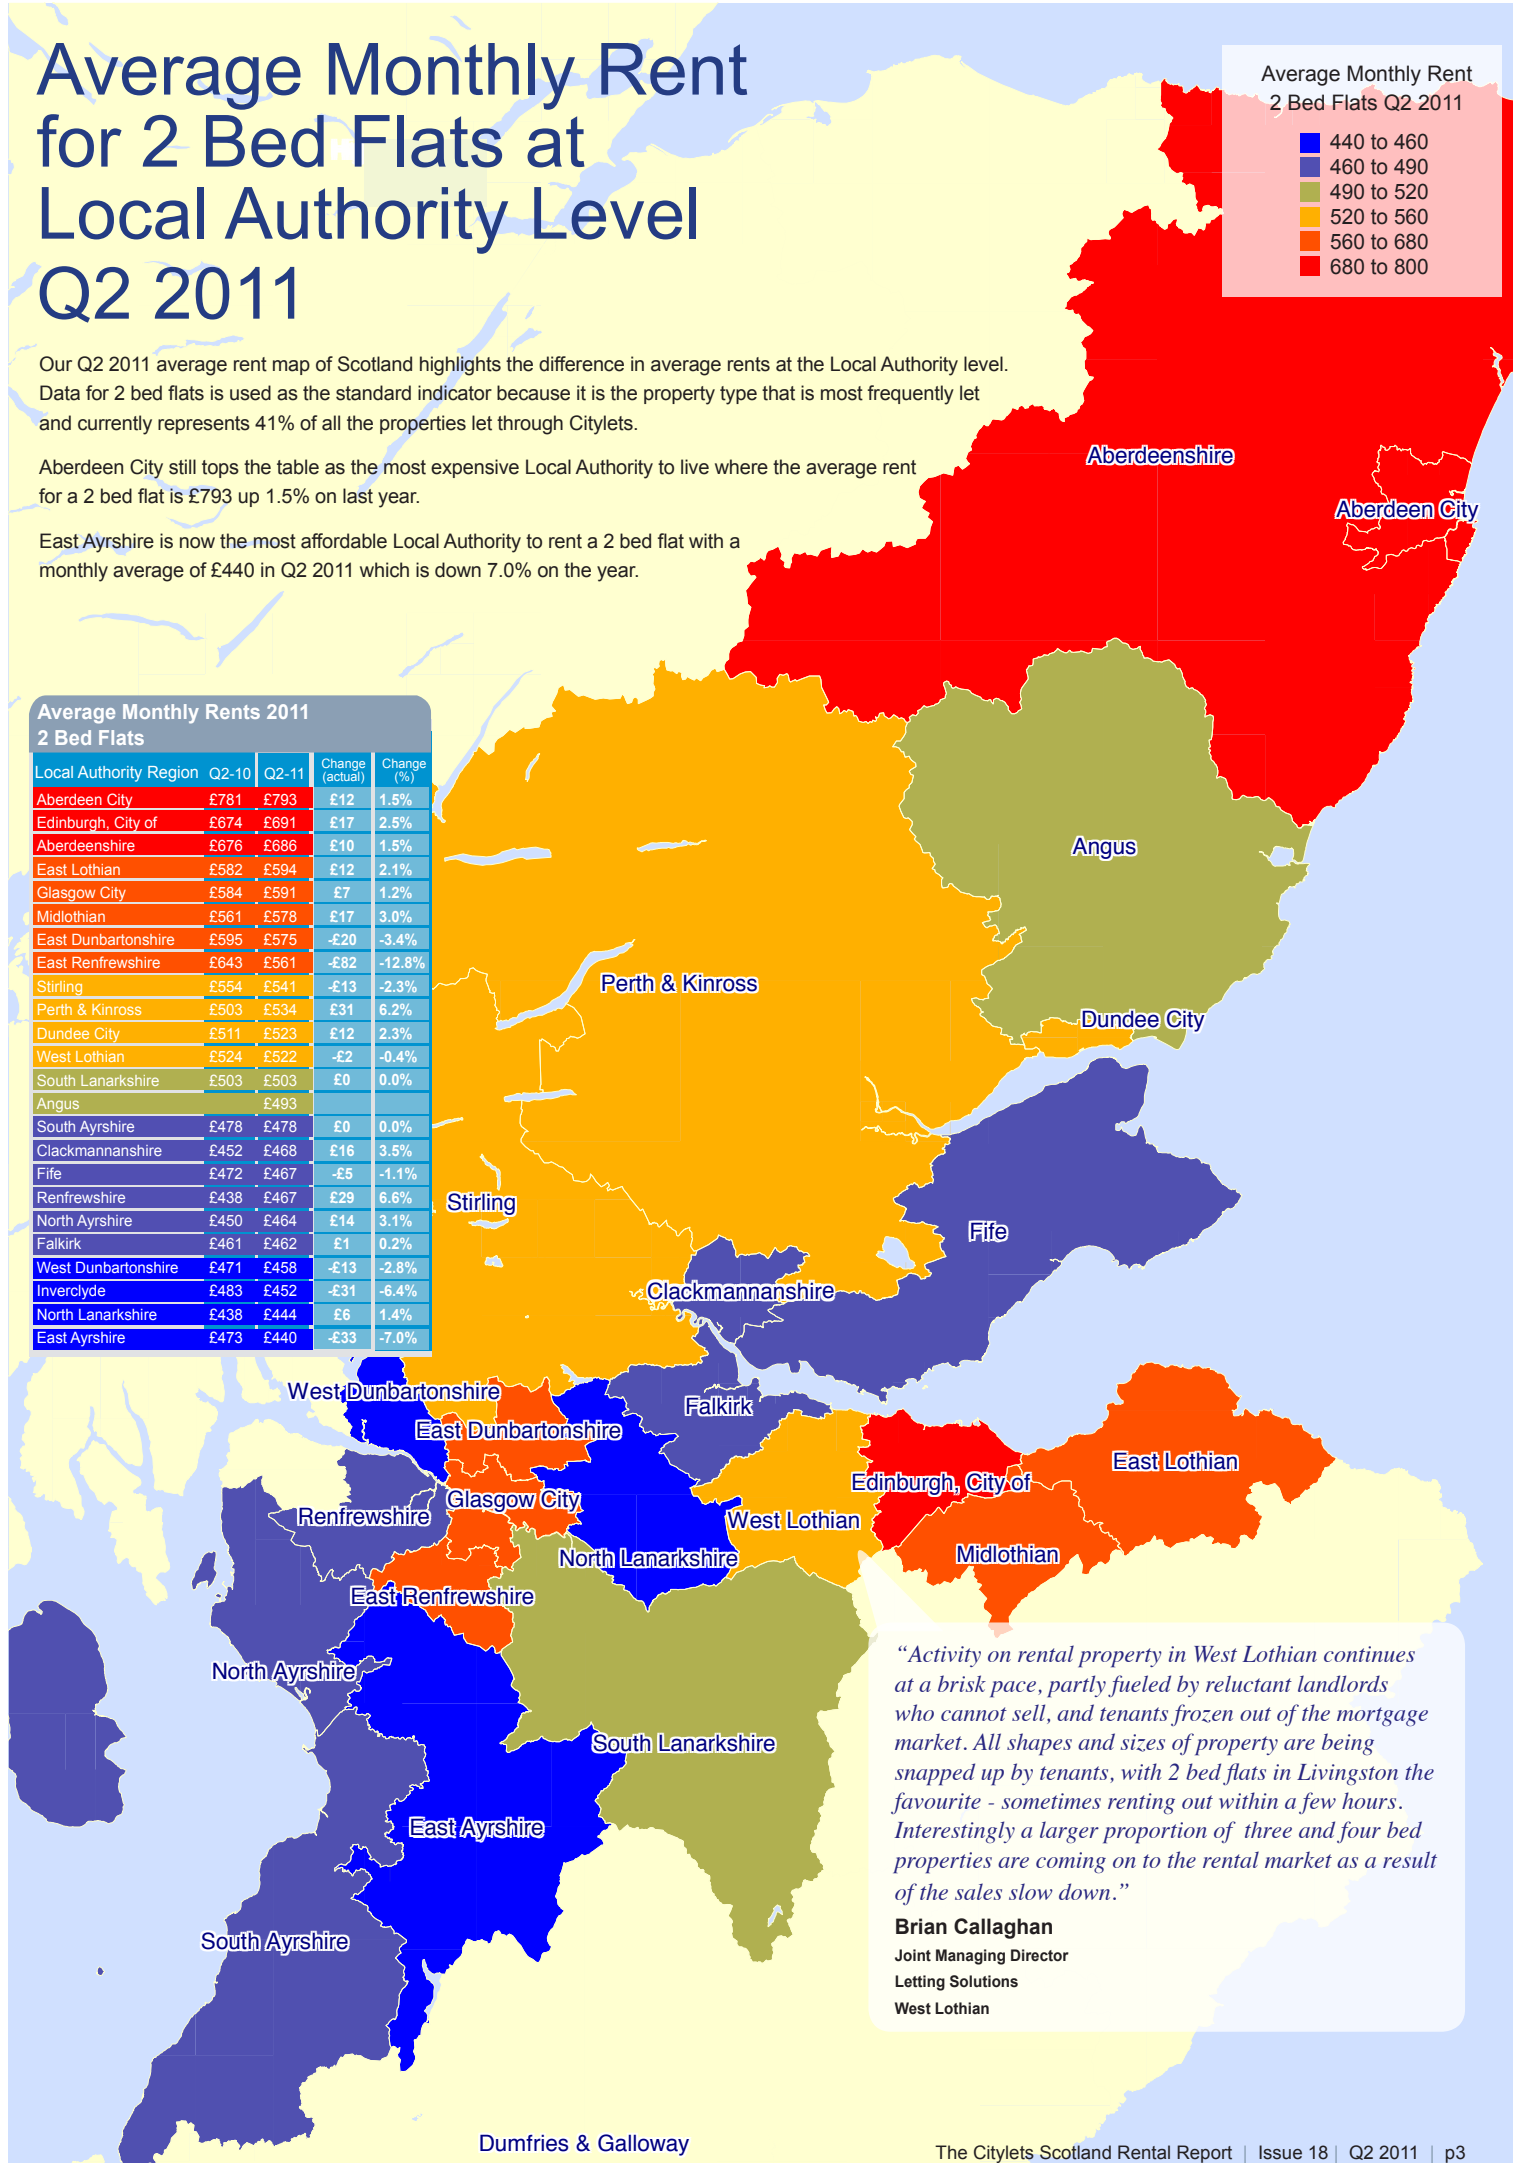 Average Monthly Rent
for 2 Bed Flats at
Local Authority Level
Q2 2011
Average Monthly Rent
2 Bed Flats Q2 2011
440 to 460
460 to 490
490 to 520
520 to 560
560 to 680
680 to 800
Our Q2 2011 average rent map of Scotland highlights the difference in average rents at the Local Authority level.
Data for 2 bed flats is used as the standard indicator because it is the property type that is most frequently let
and currently represents 41% of all the properties let through Citylets.
Aberdeen City still tops the table as the most expensive Local Authority to live where the average rent
for a 2 bed flat is £793 up 1.5% on last year.
East Ayrshire is now the most affordable Local Authority to rent a 2 bed flat with a
monthly average of £440 in Q2 2011 which is down 7.0% on the year.
Average Monthly Rents 2011
2 Bed Flats
Local Authority Region Q2-10 Q2-11 Change (actual) Change (%)
Aberdeen City £781 £793 £12 1.5%
Edinburgh, City of £674 £691 £17 2.5%
Aberdeenshire £676 £686 £10 1.5%
East Lothian £582 £594 £12 2.1%
Glasgow City £584 £591 £7 1.2%
Midlothian £561 £578 £17 3.0%
East Dunbartonshire £595 £575 -£20 -3.4%
East Renfrewshire £643 £561 -£82 -12.8%
Stirling £554 £541 -£13 -2.3%
Perth & Kinross £503 £534 £31 6.2%
Dundee City £511 £523 £12 2.3%
West Lothian £524 £522 -£2 -0.4%
South Lanarkshire £503 £503 £0 0.0%
Angus £493
South Ayrshire £478 £478 £0 0.0%
Clackmannanshire £452 £468 £16 3.5%
Fife £472 £467 -£5 -1.1%
Renfrewshire £438 £467 £29 6.6%
North Ayrshire £450 £464 £14 3.1%
Falkirk £461 £462 £1 0.2%
West Dunbartonshire £471 £458 -£13 -2.8%
Inverclyde £483 £452 -£31 -6.4%
North Lanarkshire £438 £444 £6 1.4%
East Ayrshire £473 £440 -£33 -7.0%
Aberdeenshire
Aberdeen City
Angus
Perth & Kinross
Dundee City
Stirling
Fife
Clackmannanshire
West Dunbartonshire
Falkirk
East Dunbartonshire
East Lothian
Edinburgh, City of
Glasgow City
Renfrewshire
West Lothian
Midlothian
North Lanarkshire
East Renfrewshire
North Ayrshire
South Lanarkshire
East Ayrshire
South Ayrshire
Dumfries & Galloway
“Activity on rental property in West Lothian continues
at a brisk pace, partly fueled by reluctant landlords
who cannot sell, and tenants frozen out of the mortgage
market. All shapes and sizes of property are being
snapped up by tenants, with 2 bed flats in Livingston the
favourite - sometimes renting out within a few hours.
Interestingly a larger proportion of three and four bed
properties are coming on to the rental market as a result
of the sales slow down.”
Brian Callaghan
Joint Managing Director
Letting Solutions
West Lothian
The Citylets Scotland Rental Report | Issue 18 | Q2 2011 | p3